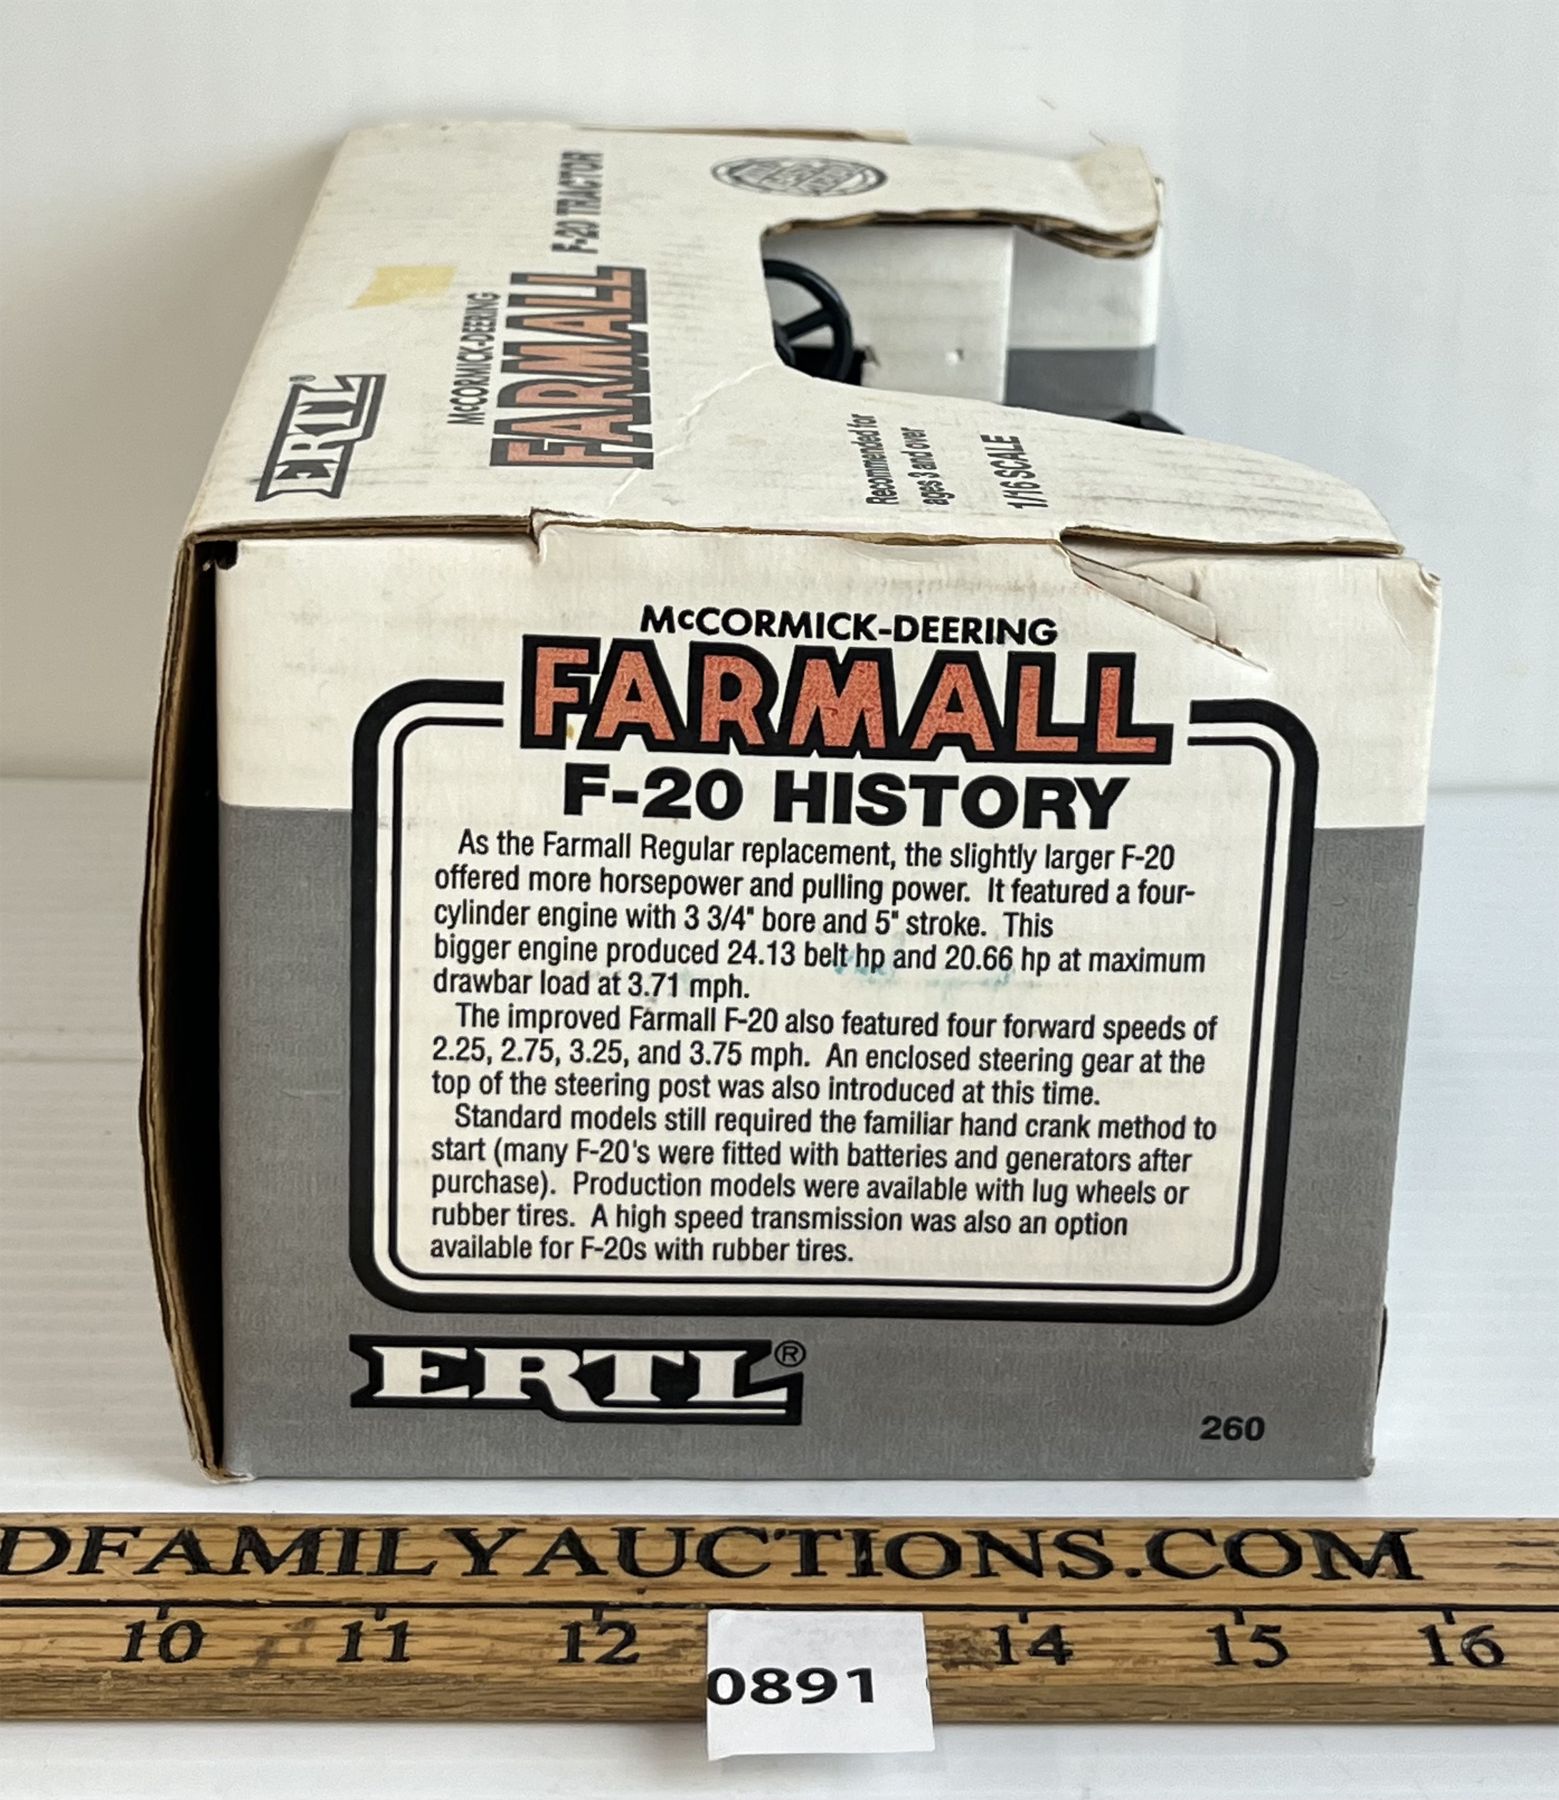 ERTL®
McCORMICK-DEERING
FARMALL
F-20 TRACTOR
Recommended for
ages 3 and over
1/16 SCALE
McCORMICK-DEERING
FARMALL
F-20 HISTORY
As the Farmall Regular replacement, the slightly larger F-20
offered more horsepower and pulling power. It featured a four-
cylinder engine with 3 3/4" bore and 5" stroke. This
bigger engine produced 24.13 belt hp and 20.66 hp at maximum
drawbar load at 3.71 mph.
The improved Farmall F-20 also featured four forward speeds of
2.25, 2.75, 3.25, and 3.75 mph. An enclosed steering gear at the
top of the steering post was also introduced at this time.
Standard models still required the familiar hand crank method to
start (many F-20's were fitted with batteries and generators after
purchase). Production models were available with lug wheels or
rubber tires. A high speed transmission was also an option
available for F-20s with rubber tires.
ERTL®
260
DFAMILYAUCTIONS.COM
10 11 12 14 15 16
0891